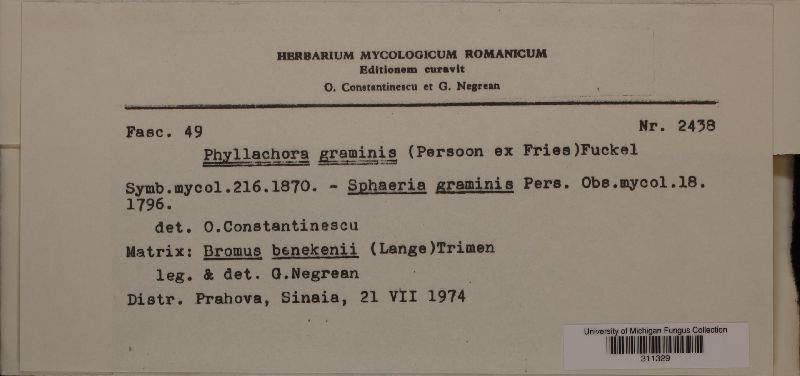 HERBARIUM MYCOLOGICUM ROMANICUM
Editionem curavit
O. Constantinescu et G. Negrean
Fasc. 49
Nr. 2438
Phyllachora graminis (Persoon ex Fries)Fuckel
Symb.mycol.216.1870. - Sphaeria graminis Pers. Obs.mycol.18.
1796.
det. O.Constantinescu
Matrix: Bromus benekenii (Lange)Trimen
leg. & det. G.Negrean
Distr. Prahova, Sinaia, 21 VII 1974
University of Michigan Fungus Collection
311329